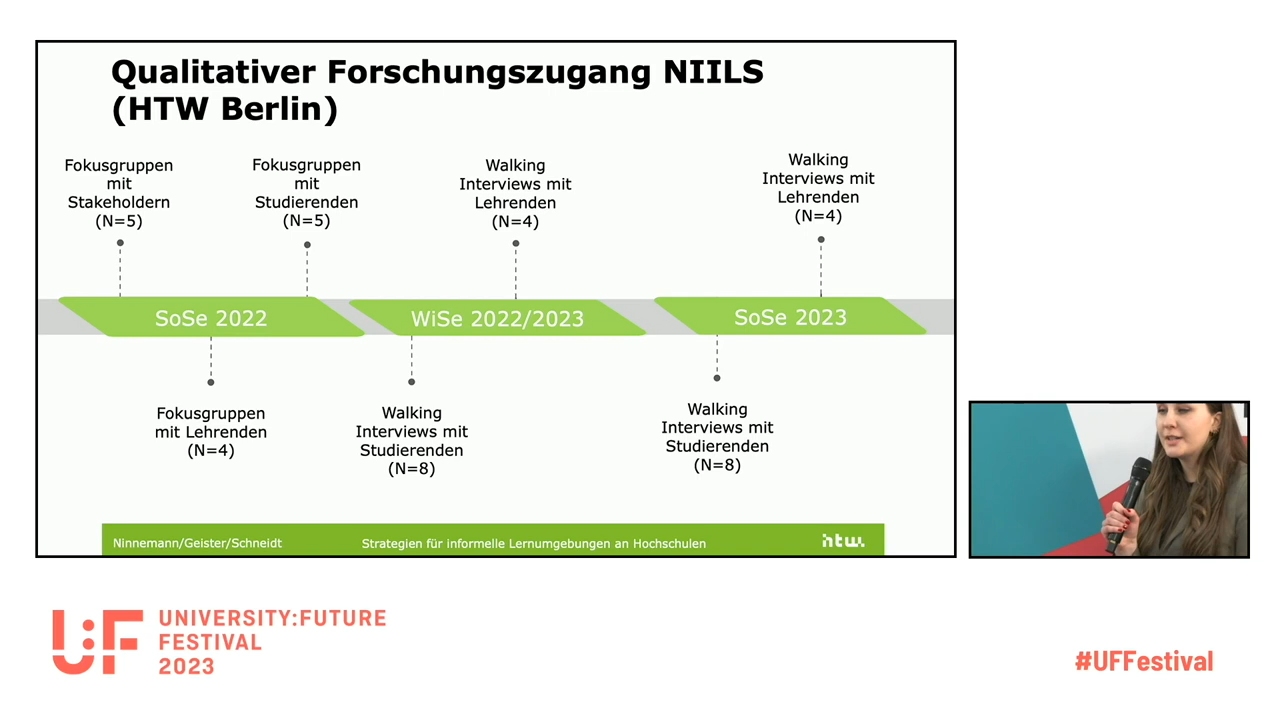 Qualitativer Forschungszugang NIILS
(HTW Berlin)
Fokusgruppen
mit
Stakeholdern
(N=5)
Fokusgruppen
mit
Studierenden
(N=5)
Walking
Interviews mit
Lehrenden
(N=4)
Walking
Interviews mit
Lehrenden
(N=4)
SoSe 2022
WiSe 2022/2023
SoSe 2023
Fokusgruppen
mit Lehrenden
(N=4)
Walking
Interviews mit
Studierenden
(N=8)
Walking
Interviews mit
Studierenden
(N=8)
Ninnemann/Geister/Schneidt
Strategien für informelle Lernumgebungen an Hochschulen
htw.
U:F
UNIVERSITY:FUTURE
FESTIVAL
2023
#UFFestival